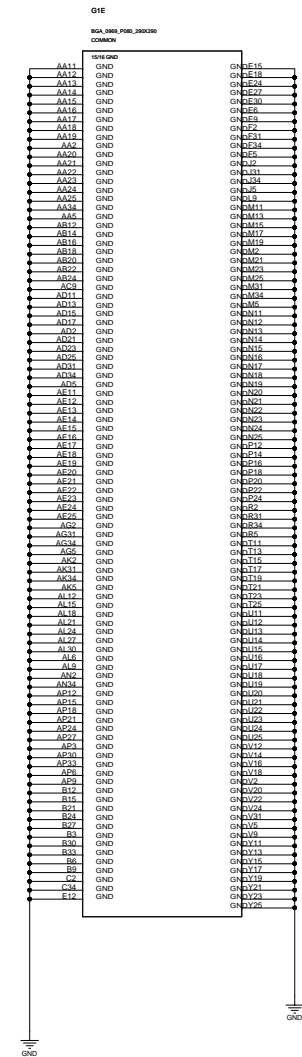 G1E
BGA_0969_P080_290X290
COMMON
15/16 GND
AA11 GND GND E15
AA12 GND GND E18
AA13 GND GND E24
AA14 GND GND E27
AA15 GND GND E30
AA16 GND GND E6
AA17 GND GND E9
AA18 GND GND F2
AA19 GND GND F31
AA2 GND GND F34
AA20 GND GND F5
AA21 GND GND J2
AA22 GND GND J31
AA23 GND GND J34
AA24 GND GND J5
AA25 GND GND L9
AA34 GND GND M11
AA5 GND GND M13
AB12 GND GND M15
AB14 GND GND M17
AB16 GND GND M19
AB18 GND GND M2
AB20 GND GND M21
AB22 GND GND M23
AB24 GND GND M25
AC9 GND GND M31
AD11 GND GND M34
AD13 GND GND M5
AD15 GND GND N11
AD17 GND GND N12
AD2 GND GND N13
AD21 GND GND N14
AD23 GND GND N15
AD25 GND GND N16
AD31 GND GND N17
AD34 GND GND N18
AD5 GND GND N19
AE11 GND GND N20
AE12 GND GND N21
AE13 GND GND N22
AE14 GND GND N23
AE15 GND GND N24
AE16 GND GND N25
AE17 GND GND P12
AE18 GND GND P14
AE19 GND GND P16
AE20 GND GND P18
AE21 GND GND P20
AE22 GND GND P22
AE23 GND GND P24
AE24 GND GND R2
AE25 GND GND R31
AG2 GND GND R34
AG31 GND GND R5
AG34 GND GND T11
AG5 GND GND T13
AK2 GND GND T15
AK31 GND GND T17
AK34 GND GND T19
AK5 GND GND T21
AL12 GND GND T23
AL15 GND GND T25
AL18 GND GND U11
AL21 GND GND U12
AL24 GND GND U13
AL27 GND GND U14
AL30 GND GND U15
AL6 GND GND U16
AL9 GND GND U17
AN2 GND GND U18
AN34 GND GND U19
AP12 GND GND U20
AP15 GND GND U21
AP18 GND GND U22
AP21 GND GND U23
AP24 GND GND U24
AP27 GND GND U25
AP3 GND GND V12
AP30 GND GND V14
AP33 GND GND V16
AP6 GND GND V18
AP9 GND GND V2
B12 GND GND V20
B15 GND GND V22
B21 GND GND V24
B24 GND GND V31
B27 GND GND V5
B3 GND GND V9
B30 GND GND Y11
B33 GND GND Y13
B6 GND GND Y15
B9 GND GND Y17
C2 GND GND Y19
C34 GND GND Y21
E12 GND GND Y23
GND Y25
GND
GND